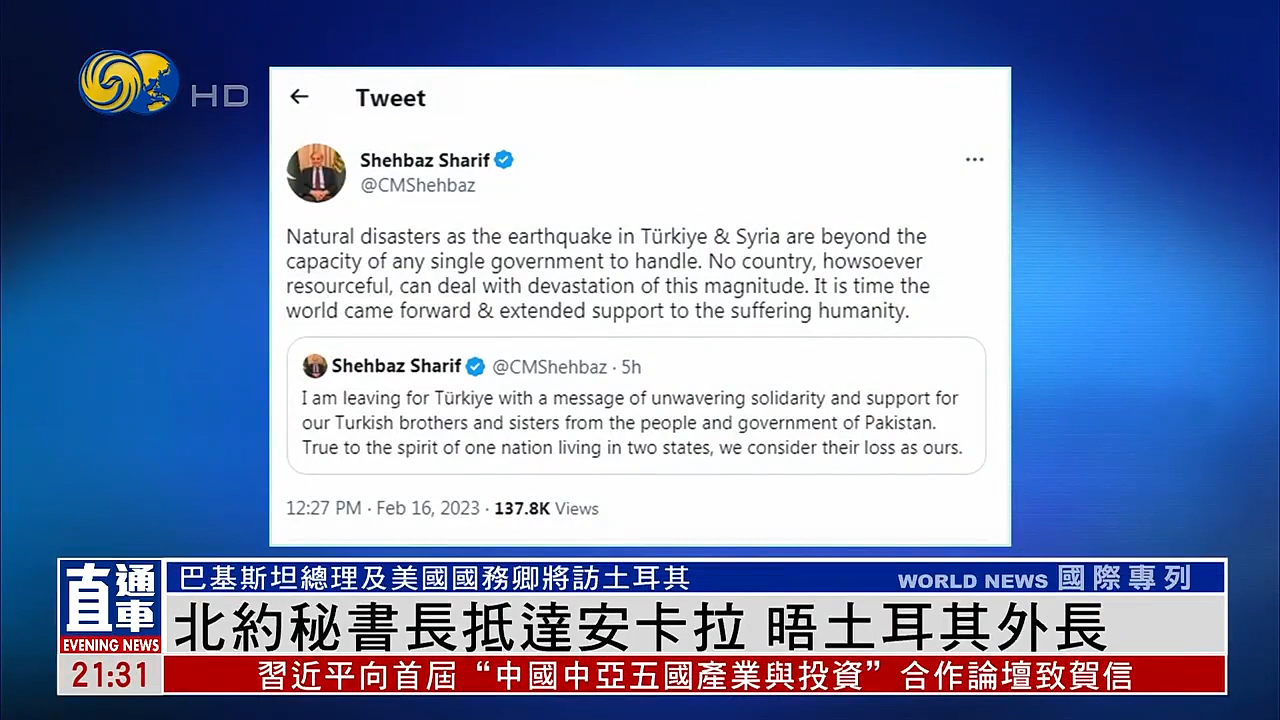 HD
Tweet
Shehbaz Sharif
@CMShehbaz
Natural disasters as the earthquake in Türkiye & Syria are beyond the
capacity of any single government to handle. No country, howsoever
resourceful, can deal with devastation of this magnitude. It is time the
world came forward & extended support to the suffering humanity.
Shehbaz Sharif @CMShehbaz · 5h
I am leaving for Türkiye with a message of unwavering solidarity and support for
our Turkish brothers and sisters from the people and government of Pakistan.
True to the spirit of one nation living in two states, we consider their loss as ours.
12:27 PM · Feb 16, 2023 · 137.8K Views
直通車
EVENING NEWS
巴基斯坦總理及美國國務卿將訪土耳其
WORLD NEWS 國際專列
北約秘書長抵達安卡拉 晤土耳其外長
21:31
習近平向首屆“中國中亞五國產業與投資”合作論壇致賀信